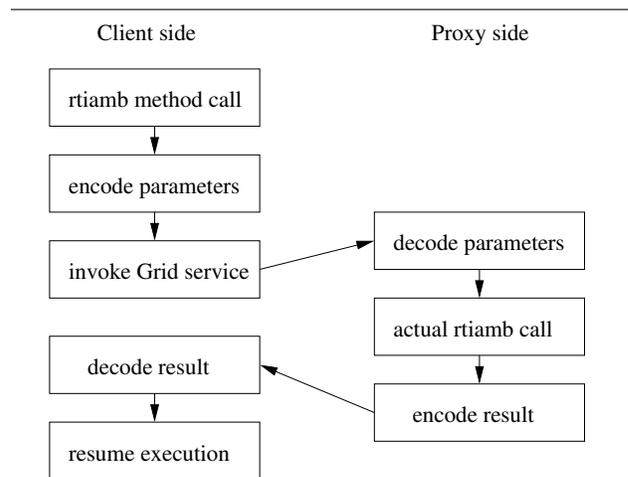 Client side
Proxy side
rtiamb method call
encode parameters
invoke Grid service
decode parameters
actual rtiamb call
encode result
decode result
resume execution